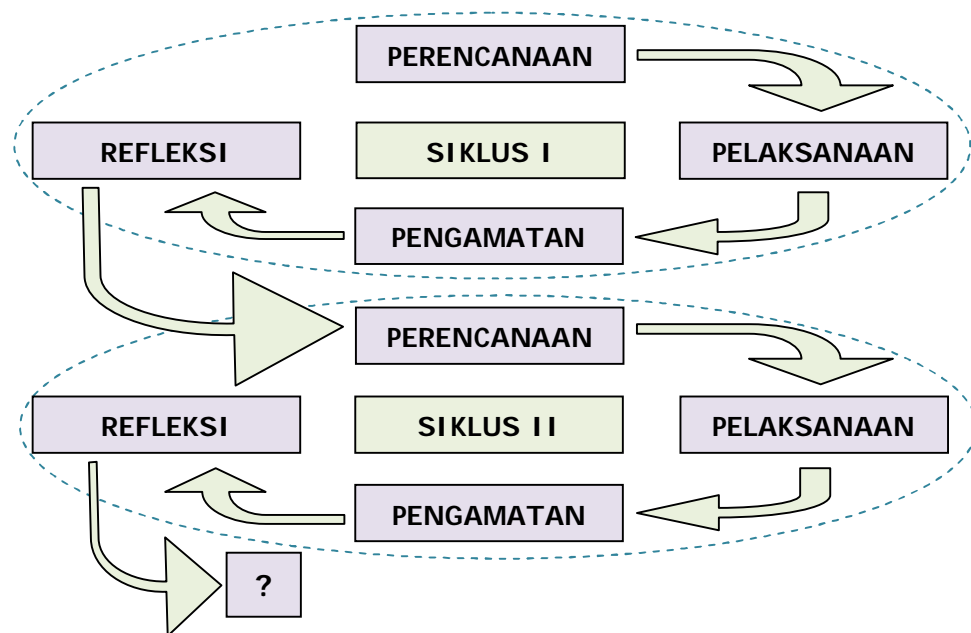 PERENCANAAN
REFLEKSI
SIKLUS I
PELAKSANAAN
PENGAMATAN
PERENCANAAN
REFLEKSI
SIKLUS II
PELAKSANAAN
PENGAMATAN
?